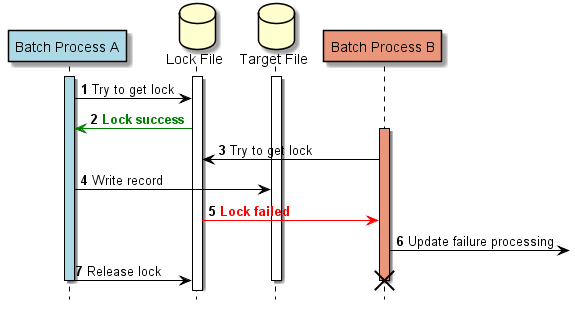 Batch Process A
Lock File
Target File
Batch Process B
1 Try to get lock
2 Lock success
3 Try to get lock
4 Write record
5 Lock failed
6 Update failure processing
7 Release lock